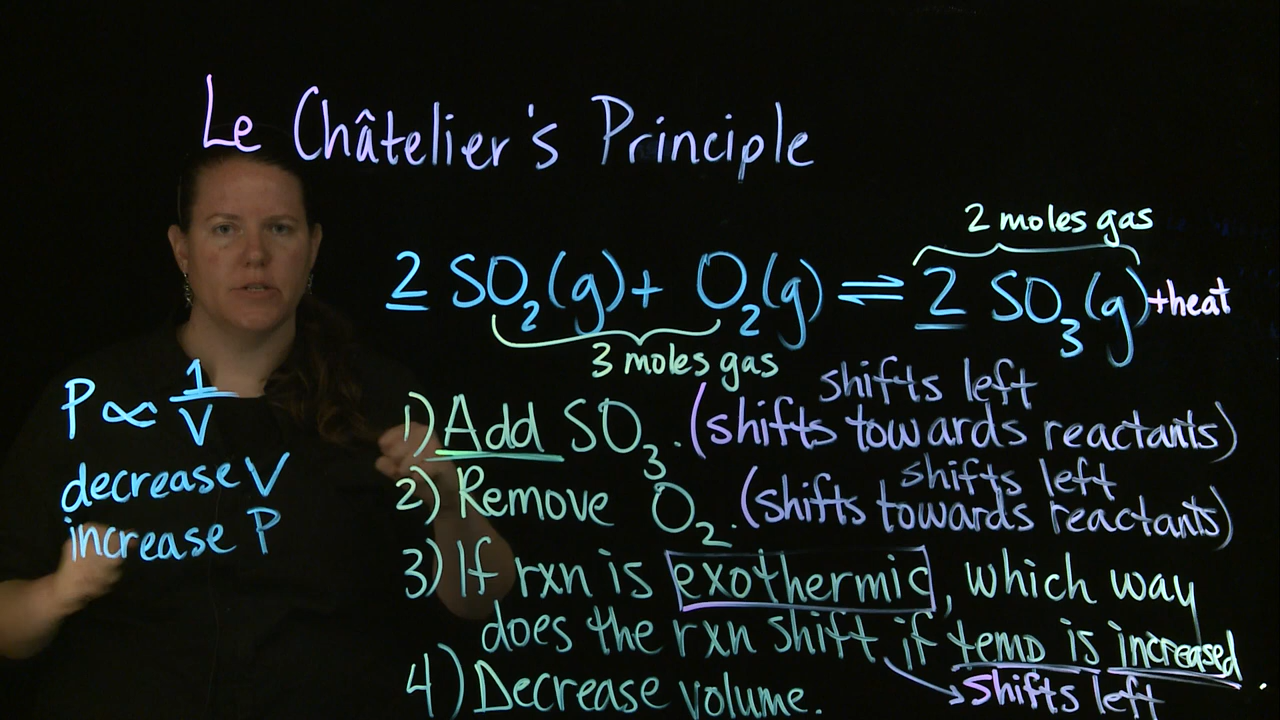 Le Châtelier's Principle
2 moles gas
2 SO₂(g) + O₂(g) ⇌ 2 SO₃(g) +heat
3 moles gas
P ∝ 1/V
decrease V
increase P
shifts left
1) Add SO₃. (shifts towards reactants)
shifts left
2) Remove O₂. (shifts towards reactants)
3) If rxn is exothermic, which way
does the rxn shift if temp is increased
shifts left
4) Decrease volume.